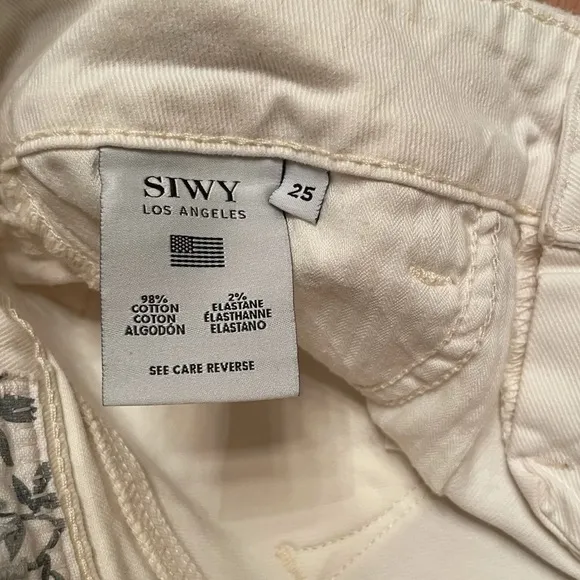 SIWY
LOS ANGELES
25
98%
COTTON
COTON
ALGODÓN
2%
ELASTANE
ÉLASTHANNE
ELASTANO
SEE CARE REVERSE